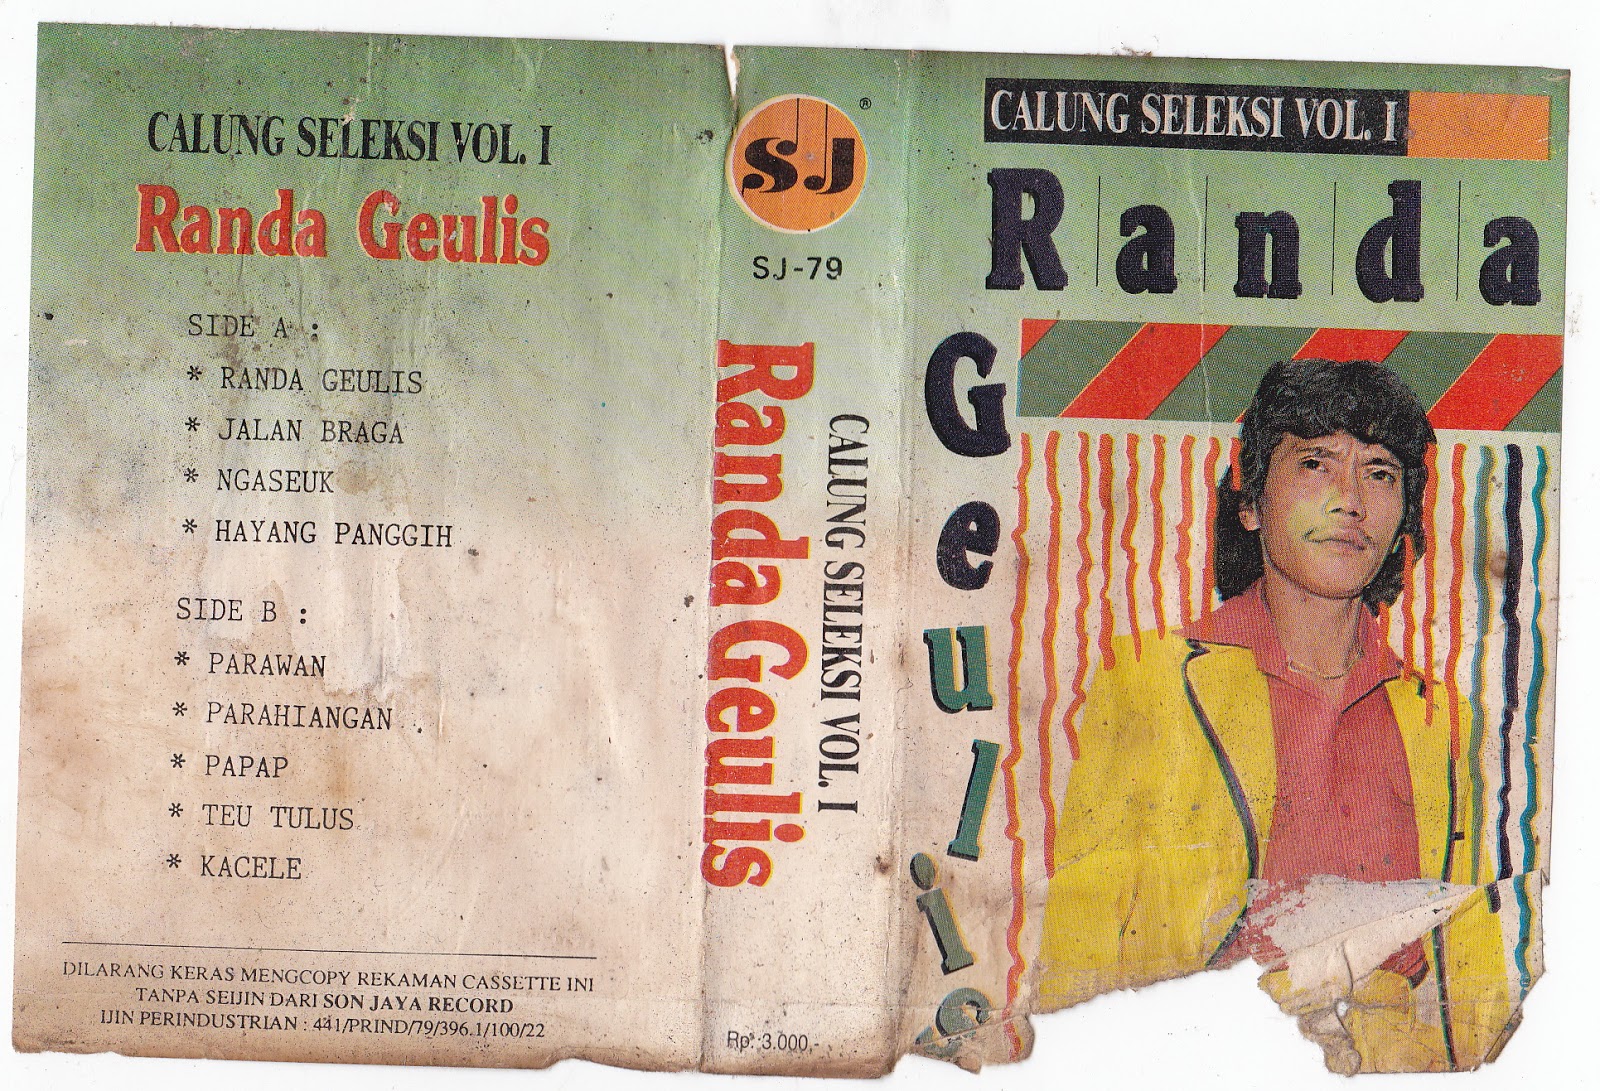 CALUNG SELEKSI VOL. I
Randa Geulis
SIDE A :
* RANDA GEULIS
* JALAN BRAGA
* NGASEUK
* HAYANG PANGGIH
SIDE B :
* PARAWAN
* PARAHIANGAN
* PAPAP
* TEU TULUS
* KACELE
DILARANG KERAS MENGCOPY REKAMAN CASSETTE INI
TANPA SEIJIN DARI SON JAYA RECORD
IJIN PERINDUSTRIAN : 441/PRIND/79/396.1/100/22
SJ ®
SJ-79
CALUNG SELEKSI VOL. I
Randa Geulis
Rp. 3.000,-
CALUNG SELEKSI VOL. I
Randa
Geulis